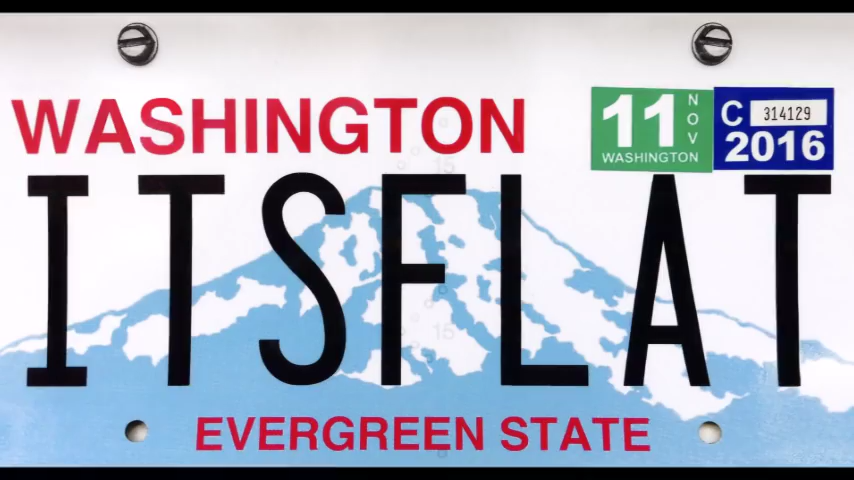 WASHINGTON
11 NOV WASHINGTON
C 314129
2016
ITSFLAT
EVERGREEN STATE